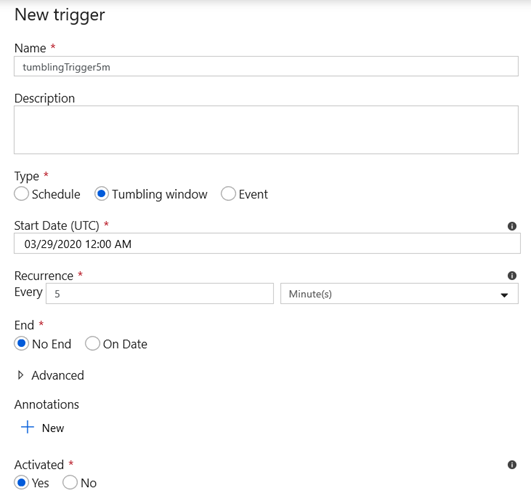 New trigger
Name *
tumblingTrigger5m
Description
Type *
Schedule Tumbling window Event
Start Date (UTC) *
03/29/2020 12:00 AM
Recurrence *
Every 5 Minute(s)
End *
No End On Date
Advanced
Annotations
New
Activated *
Yes No